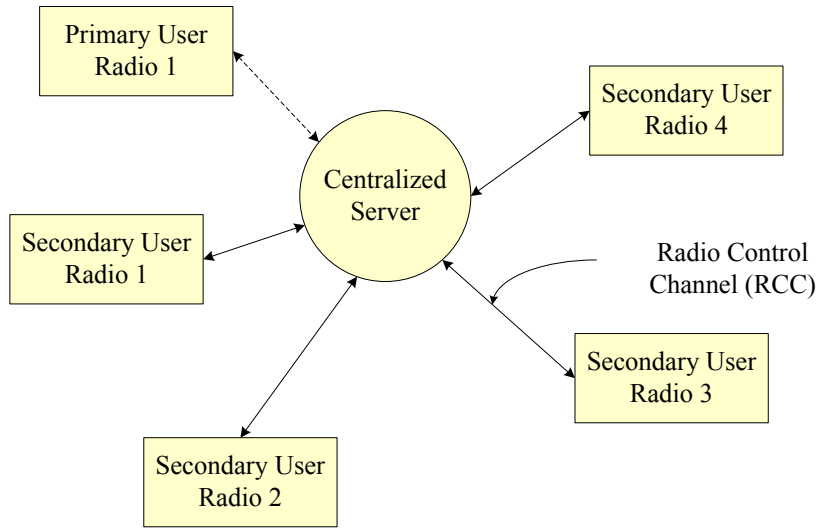 Primary User
Radio 1
Secondary User
Radio 4
Centralized
Server
Secondary User
Radio 1
Radio Control
Channel (RCC)
Secondary User
Radio 3
Secondary User
Radio 2